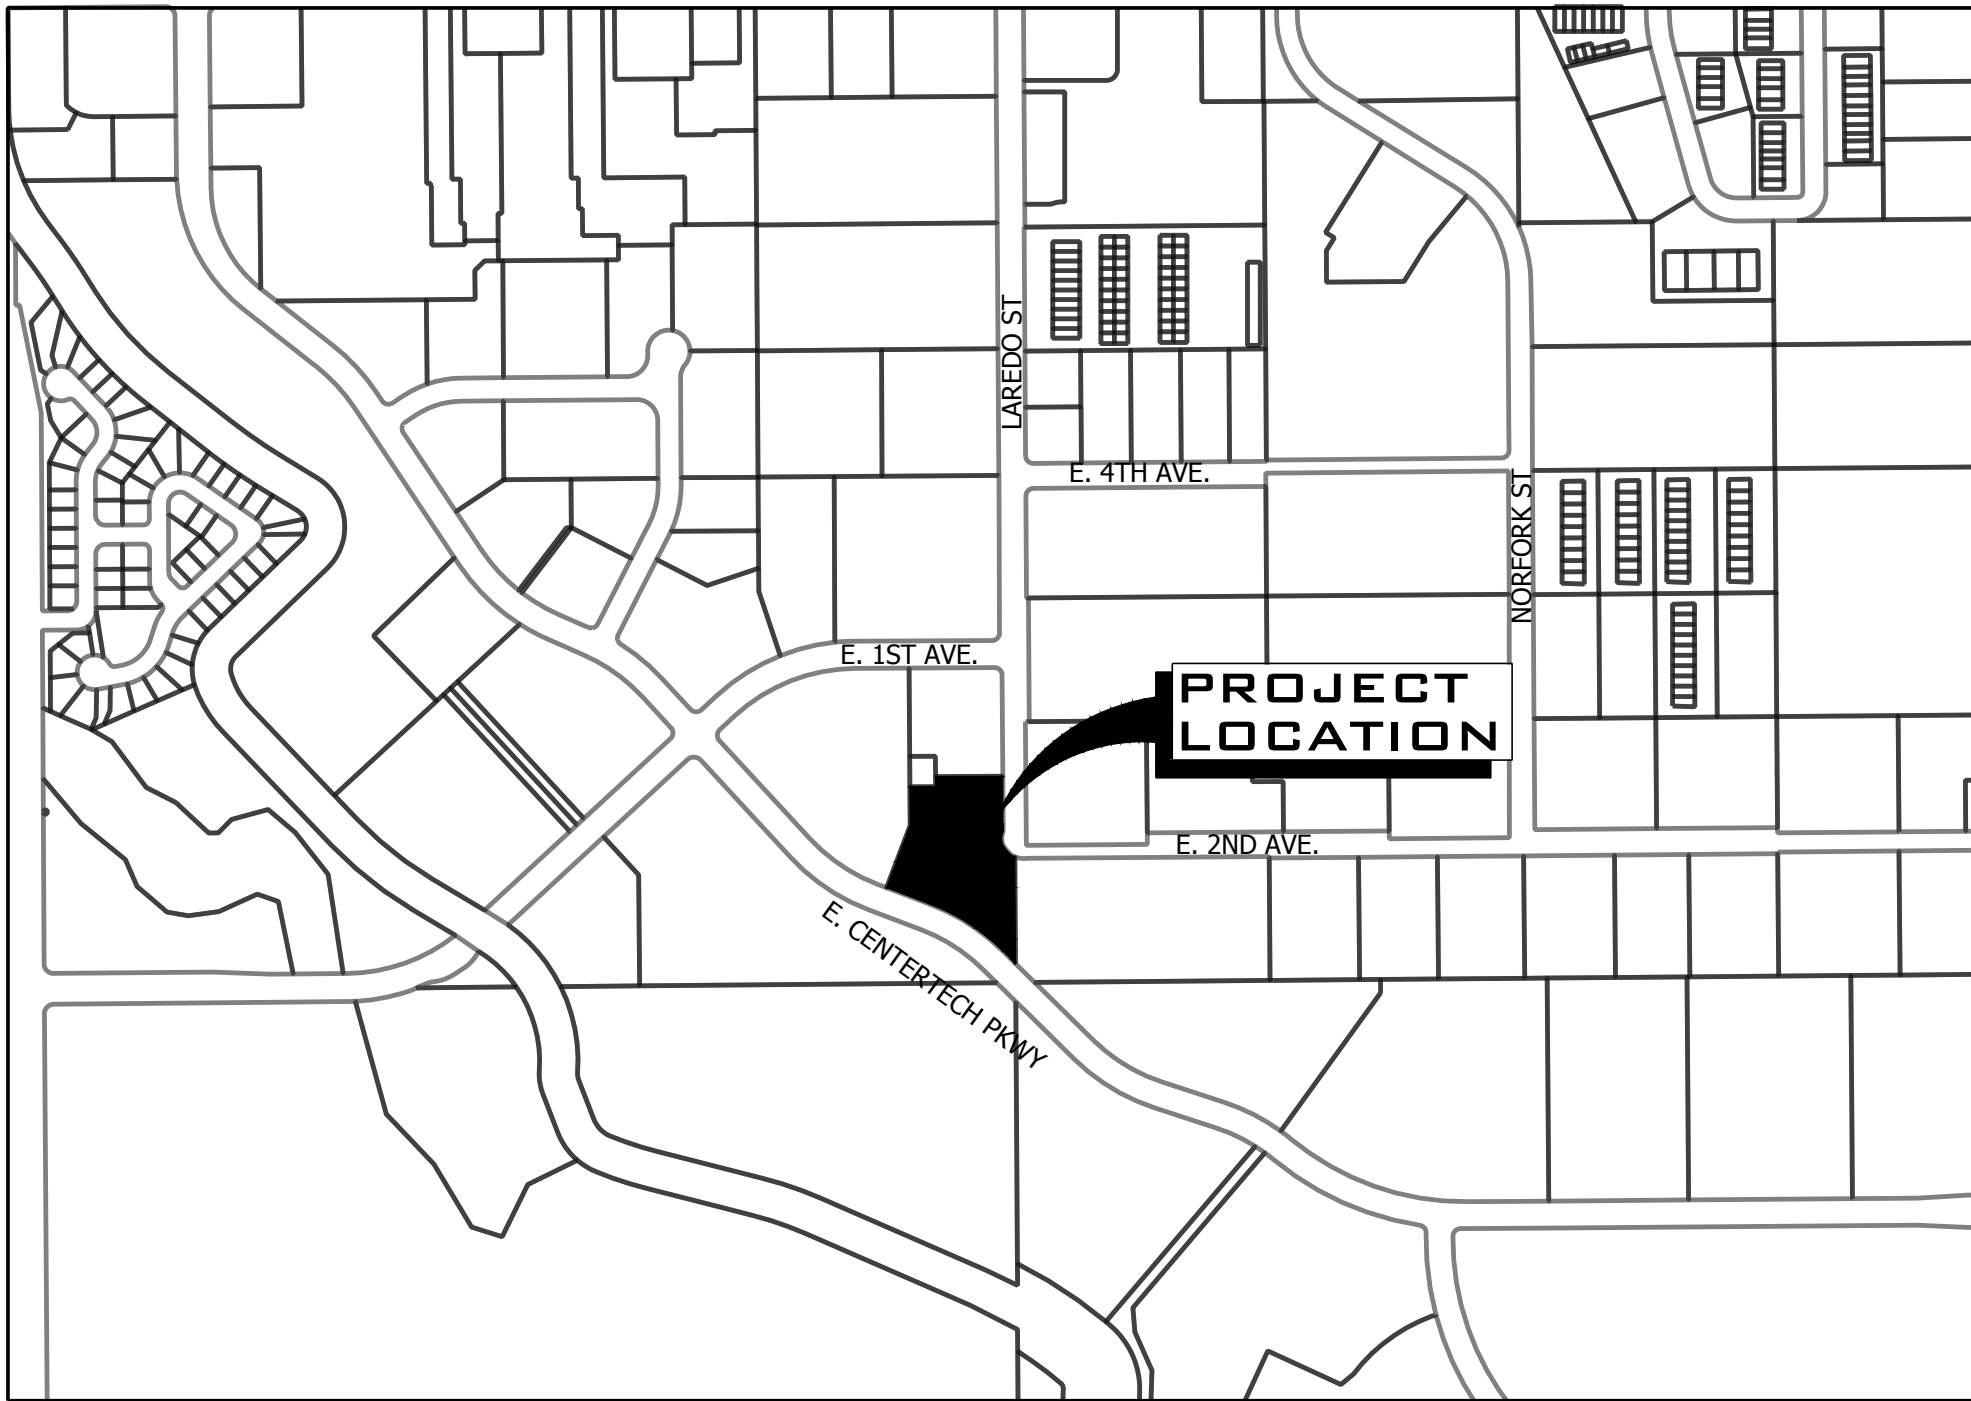 LAREDO ST
E. 4TH AVE.
NORFORK ST
E. 1ST AVE.
PROJECT
LOCATION
E. 2ND AVE.
E. CENTERTECH PKWY